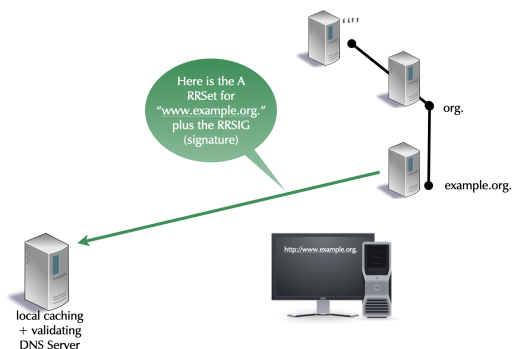 “”
Here is the A
RRSet for
“www.example.org.”
plus the RRSIG
(signature)
org.
example.org.
http://www.example.org.
local caching
+ validating
DNS Server